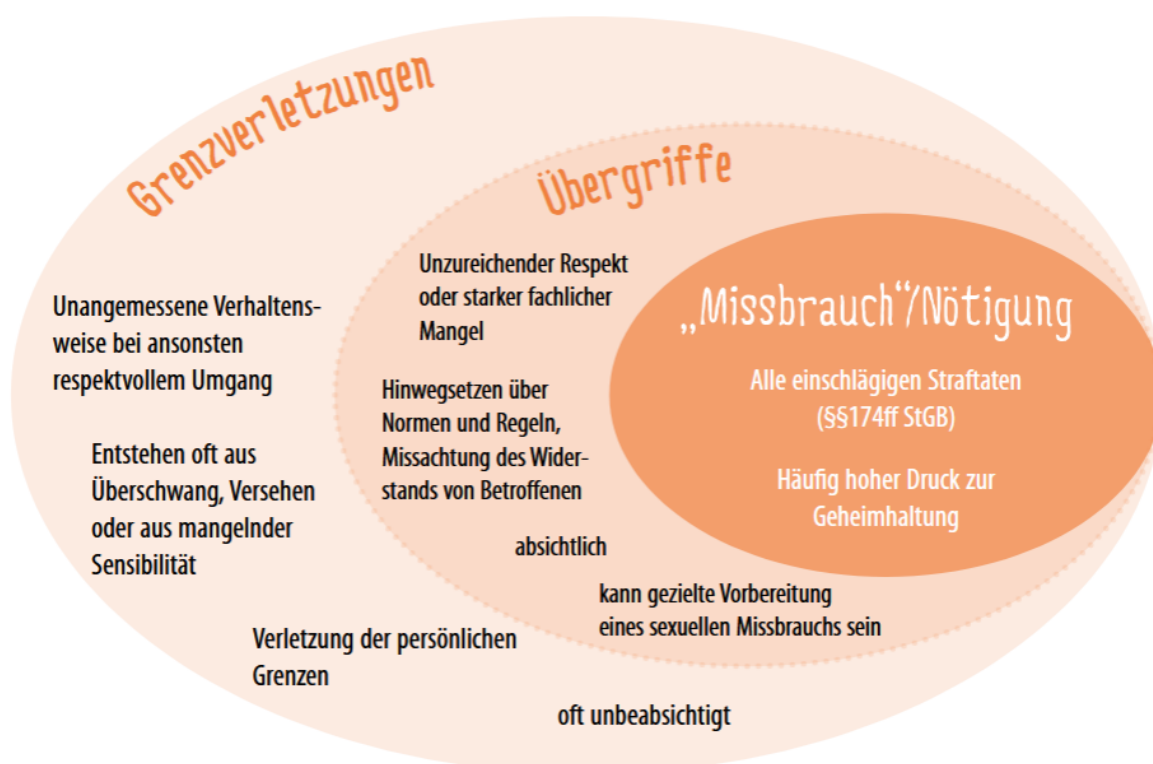 Grenzverletzungen
Unangemessene Verhaltens-
weise bei ansonsten
respektvollem Umgang
Entstehen oft aus
Überschwang, Versehen
oder aus mangelnder
Sensibilität
Verletzung der persönlichen
Grenzen
oft unbeabsichtigt
Übergriffe
Unzureichender Respekt
oder starker fachlicher
Mangel
Hinwegsetzen über
Normen und Regeln,
Missachtung des Wider-
stands von Betroffenen
absichtlich
kann gezielte Vorbereitung
eines sexuellen Missbrauchs sein
„Missbrauch“/Nötigung
Alle einschlägigen Straftaten
(§§174ff StGB)
Häufig hoher Druck zur
Geheimhaltung